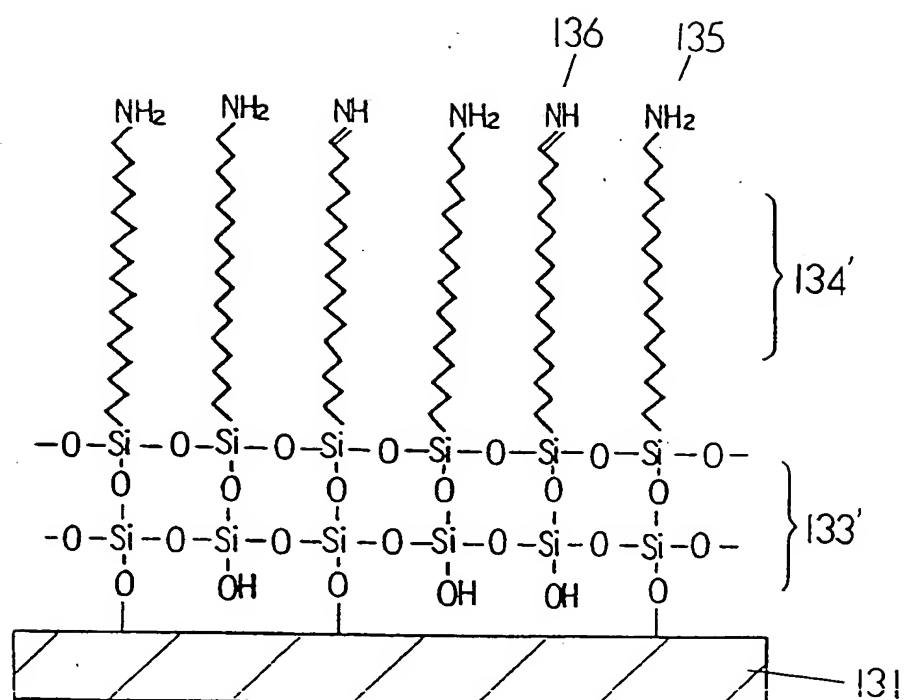 136 135
NH₂ NH₂ NH NH₂ NH NH₂
134'
-O-Si-O-Si-O-Si-O-Si-O-Si-O-Si-O-
O O O O O O
133'
-O-Si-O-Si-O-Si-O-Si-O-Si-O-Si-O-
O OH O OH OH O
131